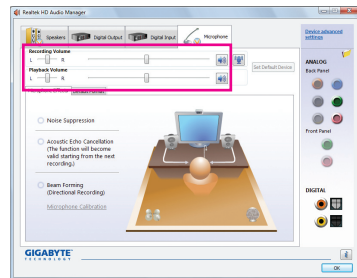 Realtek HD Audio Manager
Speakers
Digital Output
Digital Input
Microphone
Device advanced
settings
Recording Volume
L
R
Set Default Device
Playback Volume
L
R
ANALOG
Back Panel
Noise Suppression
Acoustic Echo Cancellation
(The function will become
valid starting from the next
recording.)
Beam Forming
(Directional Recording)
Microphone Calibration
Front Panel
DIGITAL
GIGABYTE
TECHNOLOGY
OK